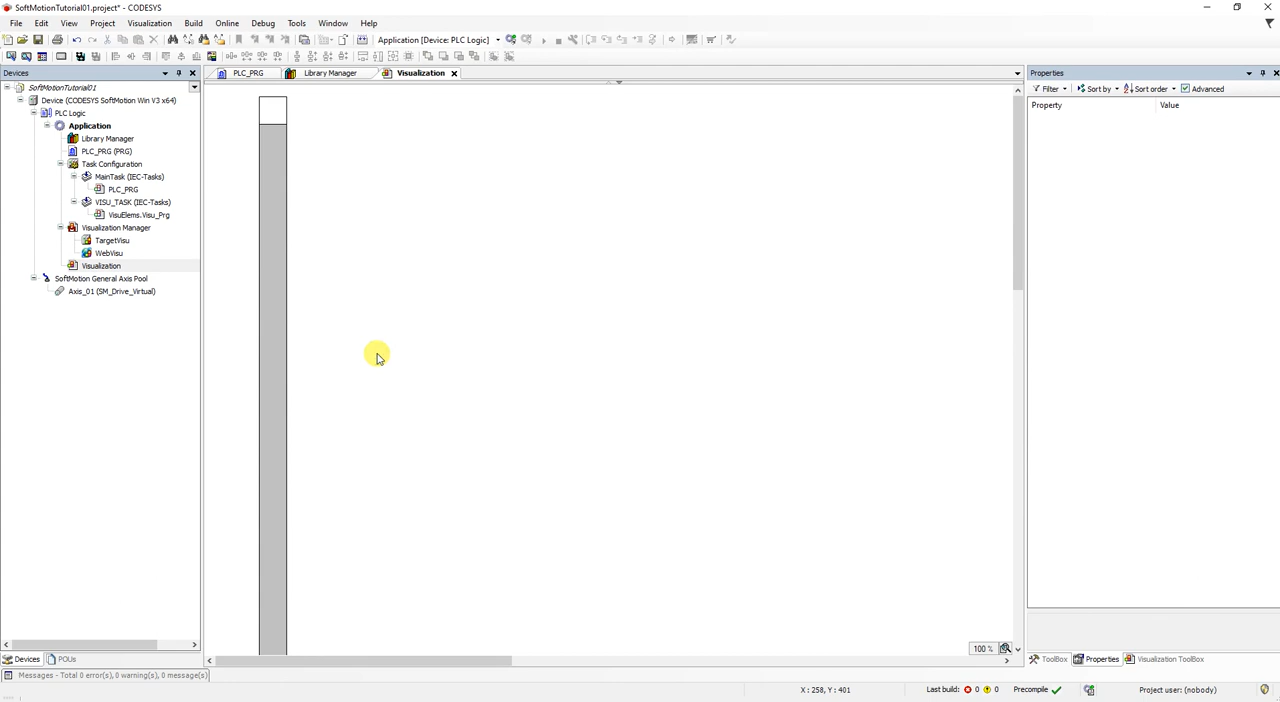 SoftMotionTutorial01.project* - CODESYS
File Edit View Project Visualization Build Online Debug Tools Window Help
Application [Device: PLC Logic]
Devices
PLC_PRG
Library Manager
Visualization
Properties
SoftMotionTutorial01
Device (CODESYS SoftMotion Win V3 x64)
PLC Logic
Application
Library Manager
PLC_PRG (PRG)
Task Configuration
MainTask (IEC-Tasks)
PLC_PRG
VISU_TASK (IEC-Tasks)
VisuElems.Visu_Prg
Visualization Manager
TargetVisu
WebVisu
Visualization
SoftMotion General Axis Pool
Axis_01 (SM_Drive_Virtual)
Filter Sort by Sort order Advanced
Property Value
100 %
Devices POUs
ToolBox Properties Visualization ToolBox
Messages - Total 0 error(s), 0 warning(s), 0 message(s)
X : 258, Y : 401
Last build: 0 0 Precompile
Project user: (nobody)